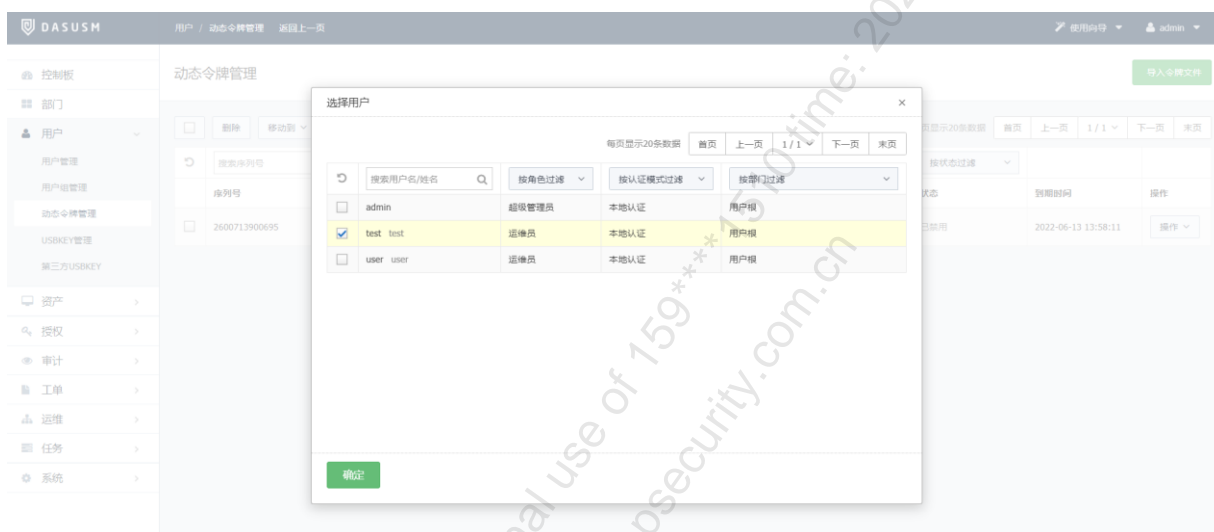 DASUSM
用户 / 动态令牌管理 返回上一页
使用向导
admin
控制板
部门
用户
用户管理
用户组管理
动态令牌管理
USBKEY管理
第三方USBKEY
资产
授权
审计
工单
运维
任务
系统
动态令牌管理
导入令牌文件
删除
移动到
页显示20条数据 首页 上一页 1 / 1 下一页 末页
搜索序列号
按状态过滤
序列号
状态 到期时间 操作
2600713900695
已禁用 2022-06-13 13:58:11 操作
选择用户 ×
每页显示20条数据 首页 上一页 1 / 1 下一页 末页
搜索用户名/姓名 按角色过滤 按认证模式过滤 按部门过滤
admin 超级管理员 本地认证 用户根
test test 运维员 本地认证 用户根
user user 运维员 本地认证 用户根
确定
al use of 159****1510 time: 20
psecurity.com.cn